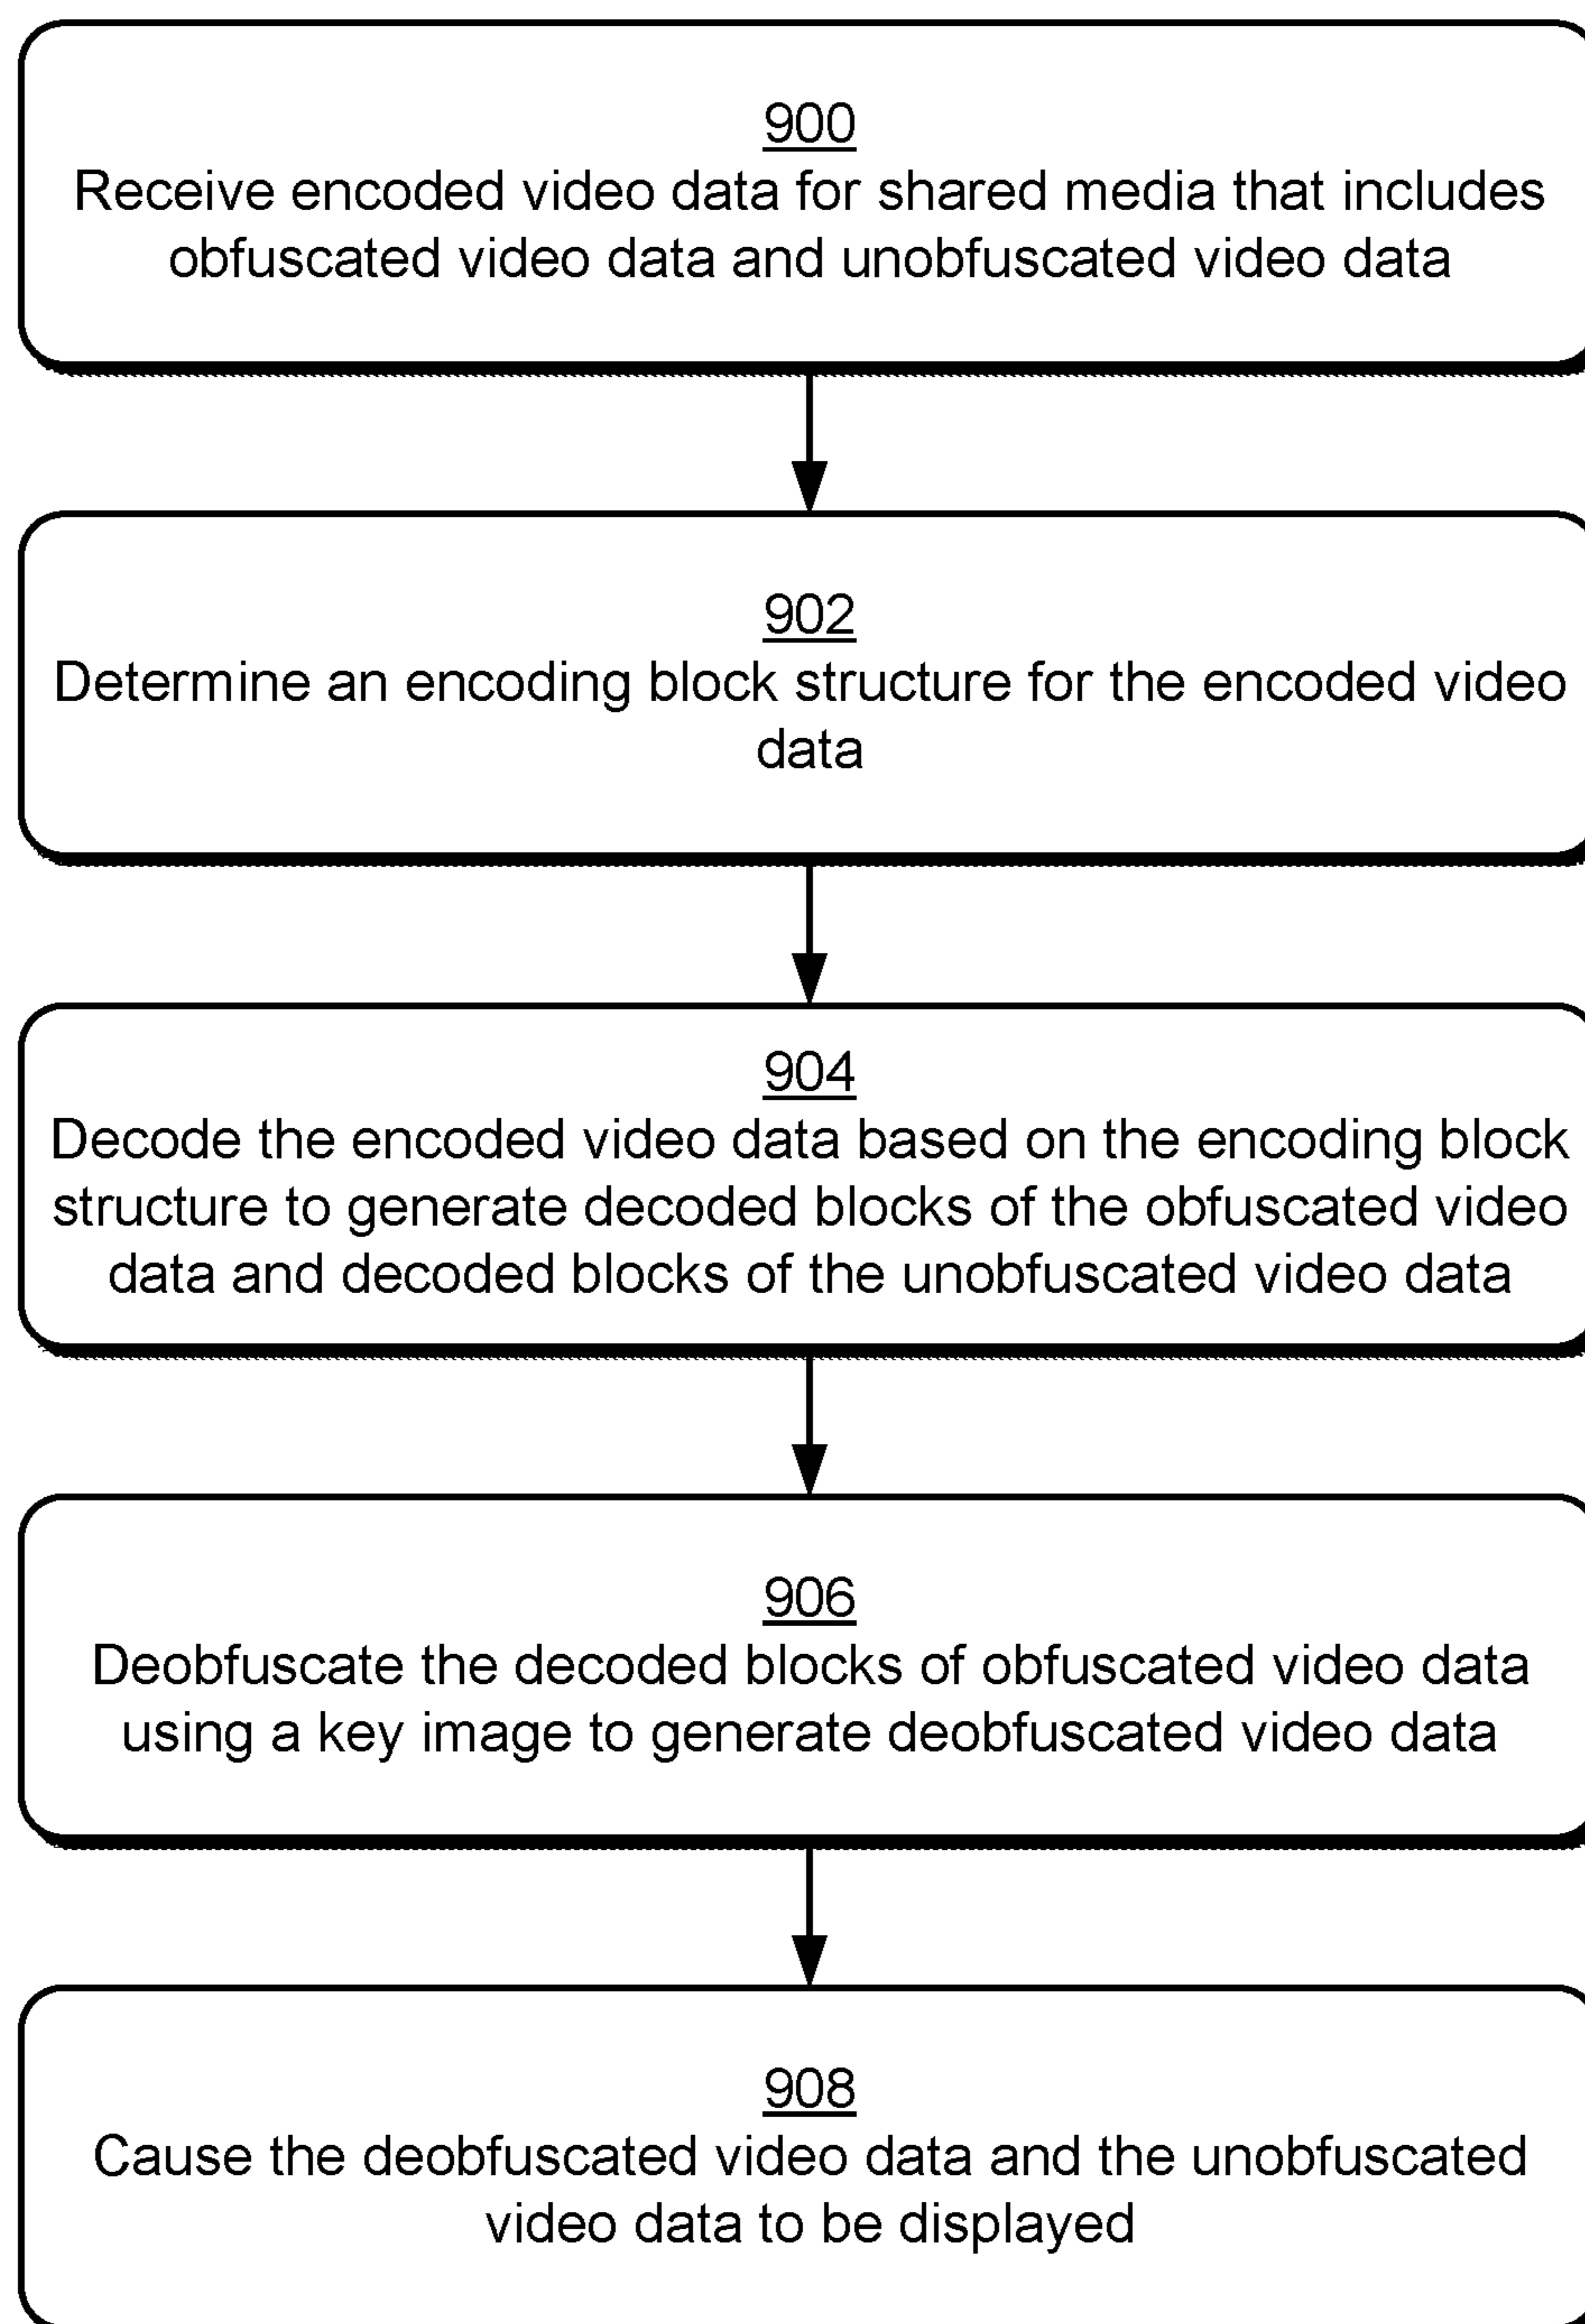 900
Receive encoded video data for shared media that includes
obfuscated video data and unobfuscated video data
902
Determine an encoding block structure for the encoded video
data
904
Decode the encoded video data based on the encoding block
structure to generate decoded blocks of the obfuscated video
data and decoded blocks of the unobfuscated video data
906
Deobfuscate the decoded blocks of obfuscated video data
using a key image to generate deobfuscated video data
908
Cause the deobfuscated video data and the unobfuscated
video data to be displayed